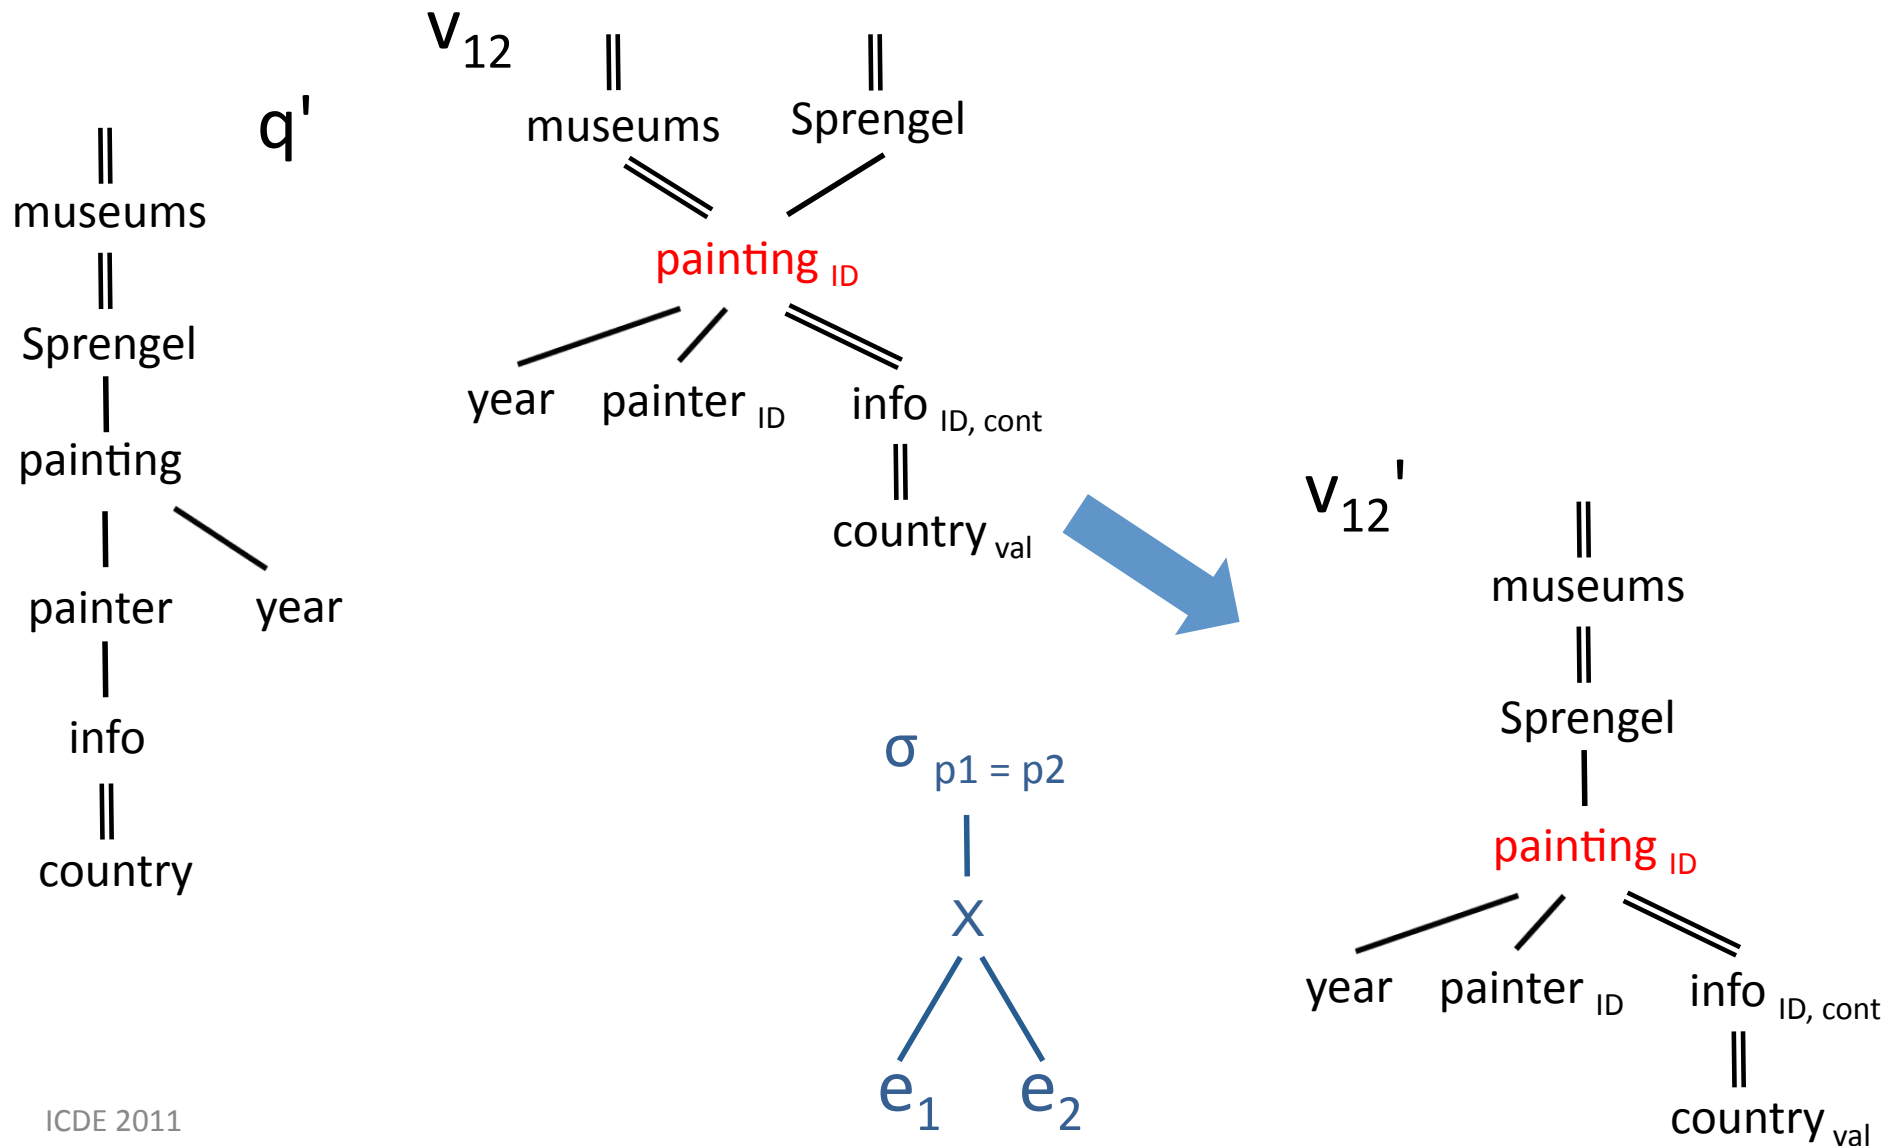 q'
museums
Sprengel
painting
painter year
info
country
v12
museums Sprengel
painting ID
year painter ID info ID, cont
country val
v12'
museums
Sprengel
painting ID
year painter ID info ID, cont
country val
σ p1 = p2
X
e1 e2
ICDE 2011